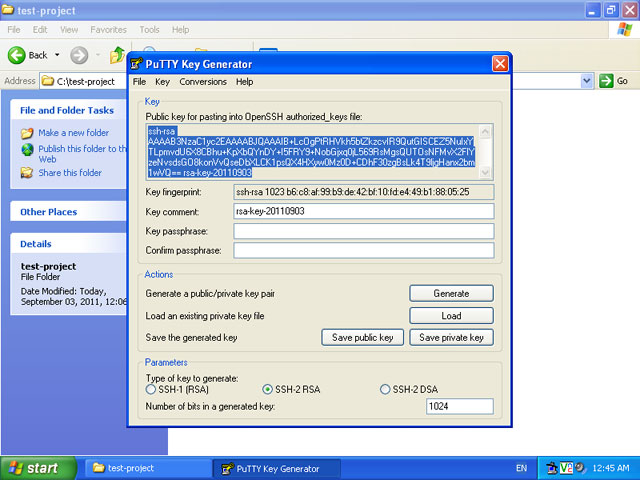 test-project
File Edit View Favorites Tools Help
Back
Address C:\test-project Go
File and Folder Tasks
Make a new folder
Publish this folder to the
Web
Share this folder
Other Places
Details
test-project
File Folder
Date Modified: Today,
September 03, 2011, 12:06
PuTTY Key Generator
File Key Conversions Help
Key
Public key for pasting into OpenSSH authorized_keys file:
ssh-rsa
1wVQ== rsa-key-20110903
Key fingerprint: ssh-rsa 1023 b6:c8:af:99:b9:de:42:bf:10:fd:e4:49:b1:88:05:25
Key comment: rsa-key-20110903
Key passphrase:
Confirm passphrase:
Actions
Generate a public/private key pair Generate
Load an existing private key file Load
Save the generated key Save public key Save private key
Parameters
Type of key to generate:
SSH-1 (RSA) SSH-2 RSA SSH-2 DSA
Number of bits in a generated key: 1024
start test-project PuTTY Key Generator EN 12:45 AM